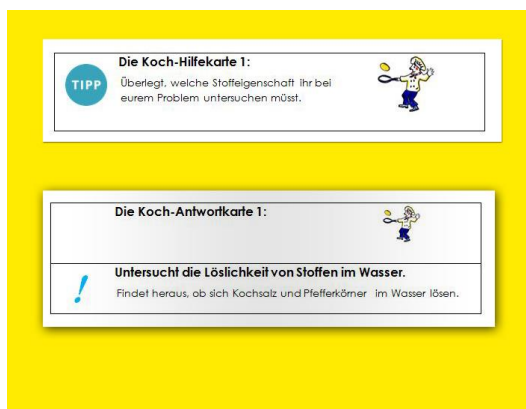 Die Koch-Hilfekarte 1:
TIPP
Überlegt, welche Stoffeigenschaft ihr bei
eurem Problem untersuchen müsst.
Die Koch-Antwortkarte 1:
Untersucht die Löslichkeit von Stoffen im Wasser.
!
Findet heraus, ob sich Kochsalz und Pfefferkörner im Wasser lösen.